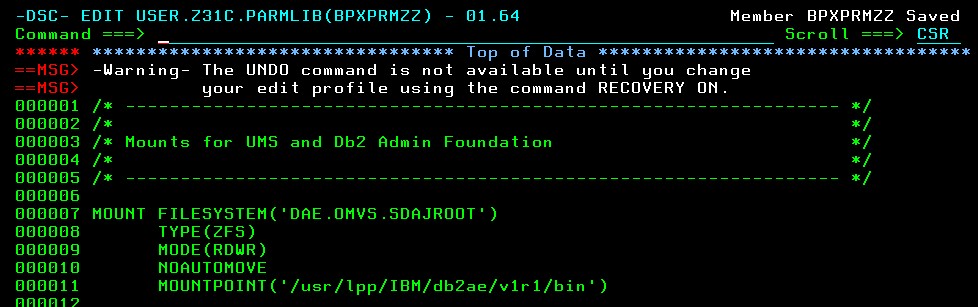 -DSC- EDIT USER.Z31C.PARMLIB(BPXPRMZZ) - 01.64 Member BPXPRMZZ Saved
Command ===> Scroll ===> CSR
****** ********************************* Top of Data **********************************
==MSG> -Warning- The UNDO command is not available until you change
==MSG> your edit profile using the command RECOVERY ON.
000001 /* ----------------------------------------------------------------- */
000002 /* */
000003 /* Mounts for UMS and Db2 Admin Foundation */
000004 /* */
000005 /* ----------------------------------------------------------------- */
000006
000007 MOUNT FILESYSTEM('DAE.OMVS.SDAJROOT')
000008 TYPE(ZFS)
000009 MODE(RDWR)
000010 NOAUTOMOVE
000011 MOUNTPOINT('/usr/lpp/IBM/db2ae/v1r1/bin')
000012